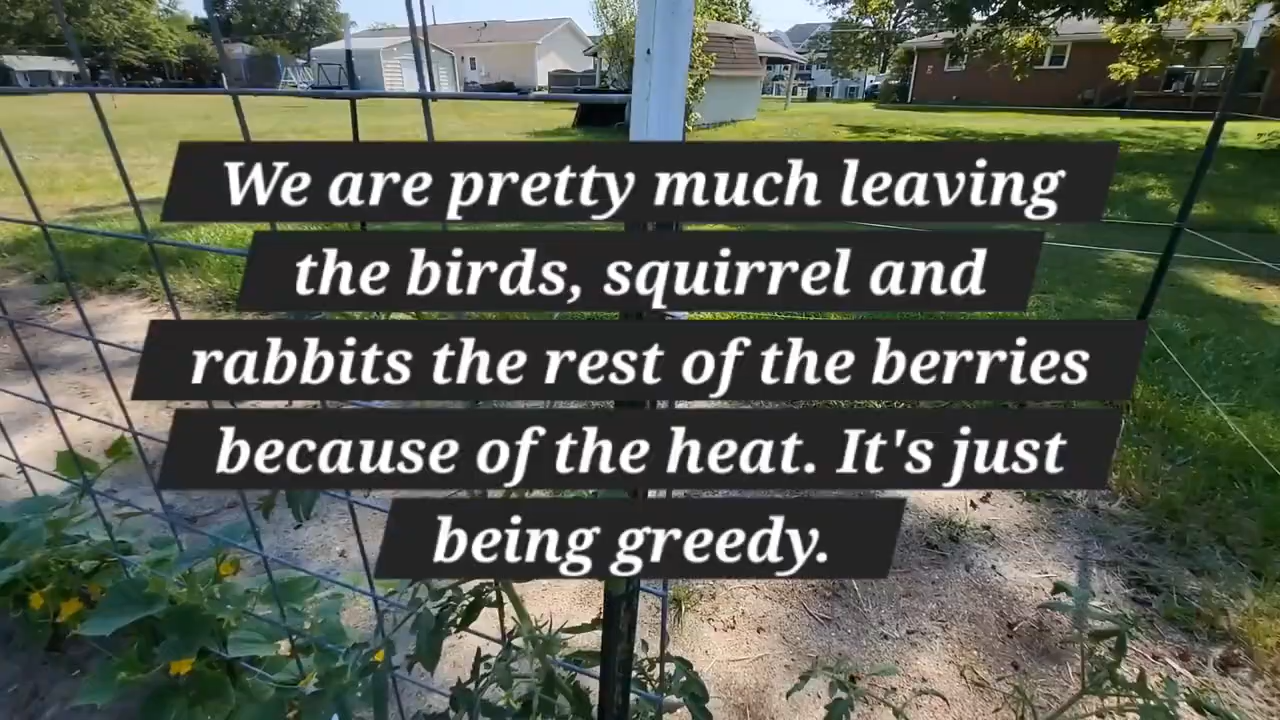 We are pretty much leaving
the birds, squirrel and
rabbits the rest of the berries
because of the heat. It's just
being greedy.